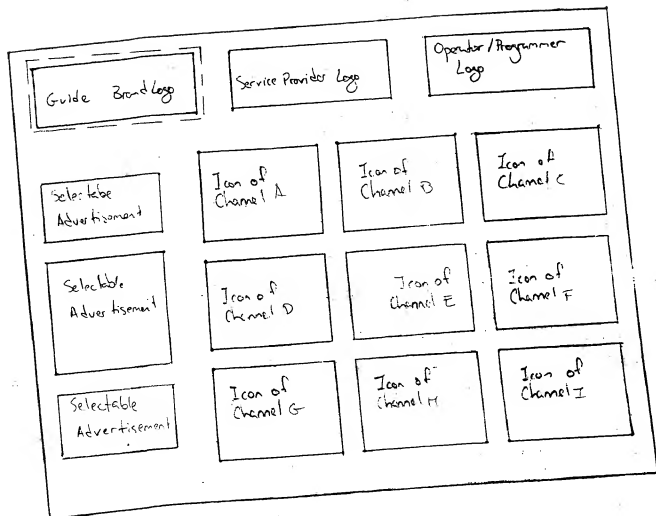 Guide Brand Logo
Service Provider Logo
Operator/Programmer
Logo
Selectabe
Advertisement
Icon of
Channel A
Icon of
Channel B
Icon of
Channel C
Selectable
Advertisement
Icon of
Channel D
Icon of
Channel E
Icon of
Channel F
Selectable
Advertisement
Icon of
Channel G
Icon of
Channel H
Icon of
Channel I